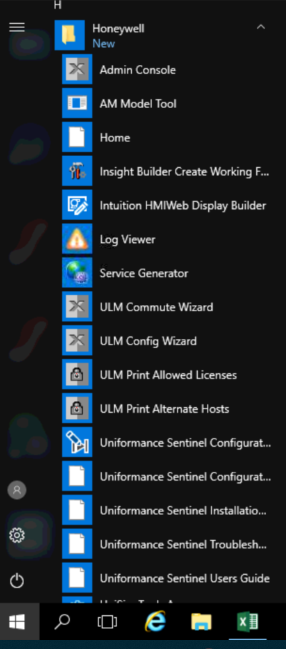 H
Honeywell
New
Admin Console
AM Model Tool
Home
Insight Builder Create Working F...
Intuition HMIWeb Display Builder
Log Viewer
Service Generator
ULM Commute Wizard
ULM Config Wizard
ULM Print Allowed Licenses
ULM Print Alternate Hosts
Uniformance Sentinel Configurat...
Uniformance Sentinel Configurat...
Uniformance Sentinel Installatio...
Uniformance Sentinel Troublesh...
Uniformance Sentinel Users Guide